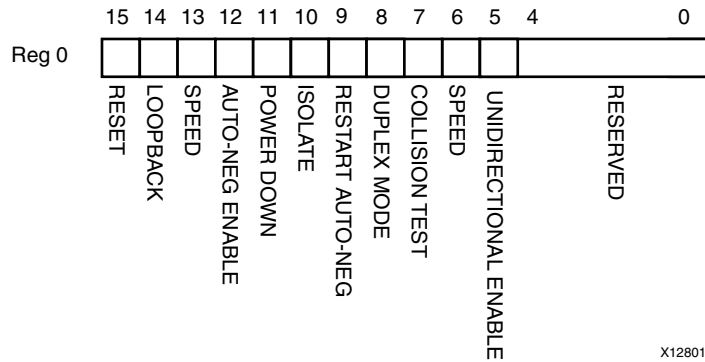 15 14 13 12 11 10 9 8 7 6 5 4 0
Reg 0
RESET
LOOPBACK
SPEED
AUTO-NEG ENABLE
POWER DOWN
ISOLATE
RESTART AUTO-NEG
DUPLEX MODE
COLLISION TEST
SPEED
UNIDIRECTIONAL ENABLE
RESERVED
X12801